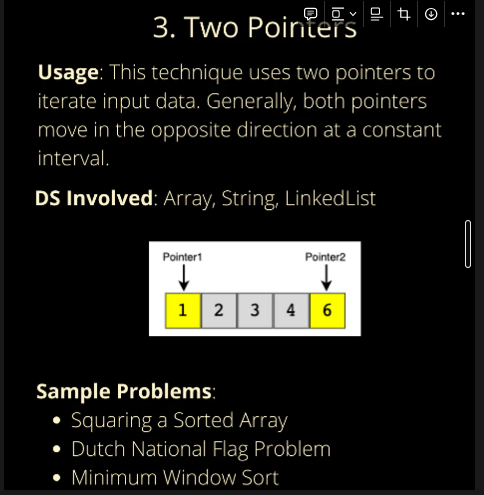 3. Two Pointers
Usage: This technique uses two pointers to
iterate input data. Generally, both pointers
move in the opposite direction at a constant
interval.
DS Involved: Array, String, LinkedList
Pointer1 Pointer2
1 2 3 4 6
Sample Problems:
• Squaring a Sorted Array
• Dutch National Flag Problem
• Minimum Window Sort